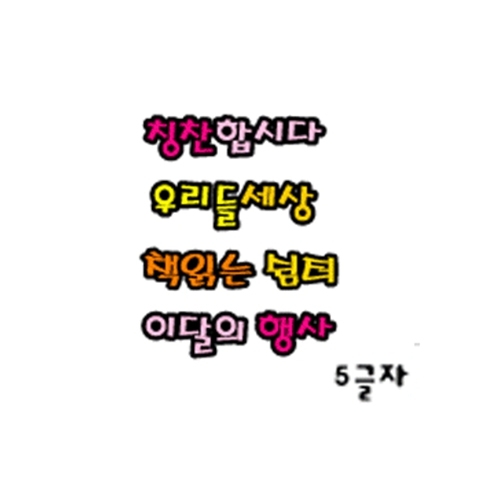 칭찬합시다
우리들세상
책읽는 쉼터
이달의 행사
5글자